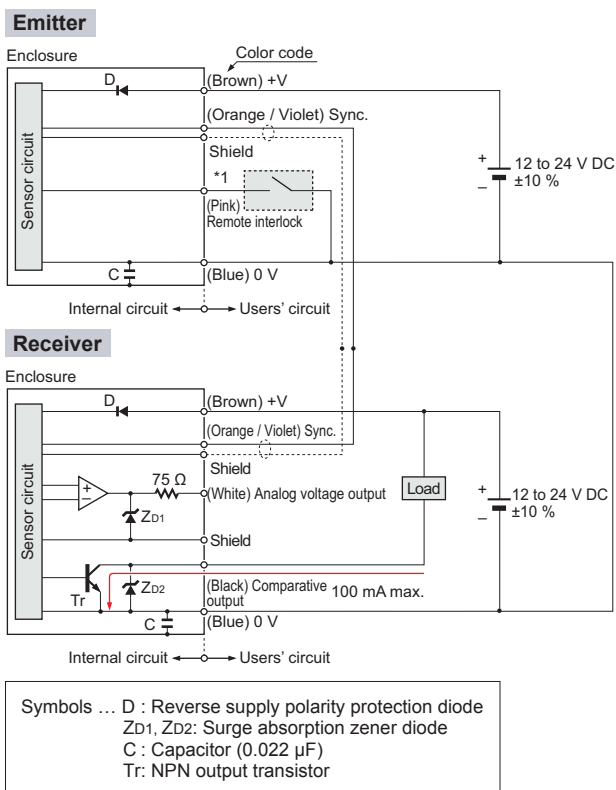 Emitter
Enclosure
Color code
D
(Brown) +V
(Orange / Violet) Sync.
Shield
*1
(Pink)
Remote interlock
Sensor circuit
+
–
12 to 24 V DC
±10 %
C
(Blue) 0 V
Internal circuit
Users' circuit
Receiver
Enclosure
D
(Brown) +V
(Orange / Violet) Sync.
Shield
75 Ω
(White) Analog voltage output
Load
+
–
12 to 24 V DC
±10 %
Sensor circuit
+
–
ZD1
Shield
Tr
ZD2
(Black) Comparative
output
100 mA max.
C
(Blue) 0 V
Internal circuit
Users' circuit
Symbols … D : Reverse supply polarity protection diode
ZD1, ZD2: Surge absorption zener diode
C : Capacitor (0.022 μF)
Tr: NPN output transistor